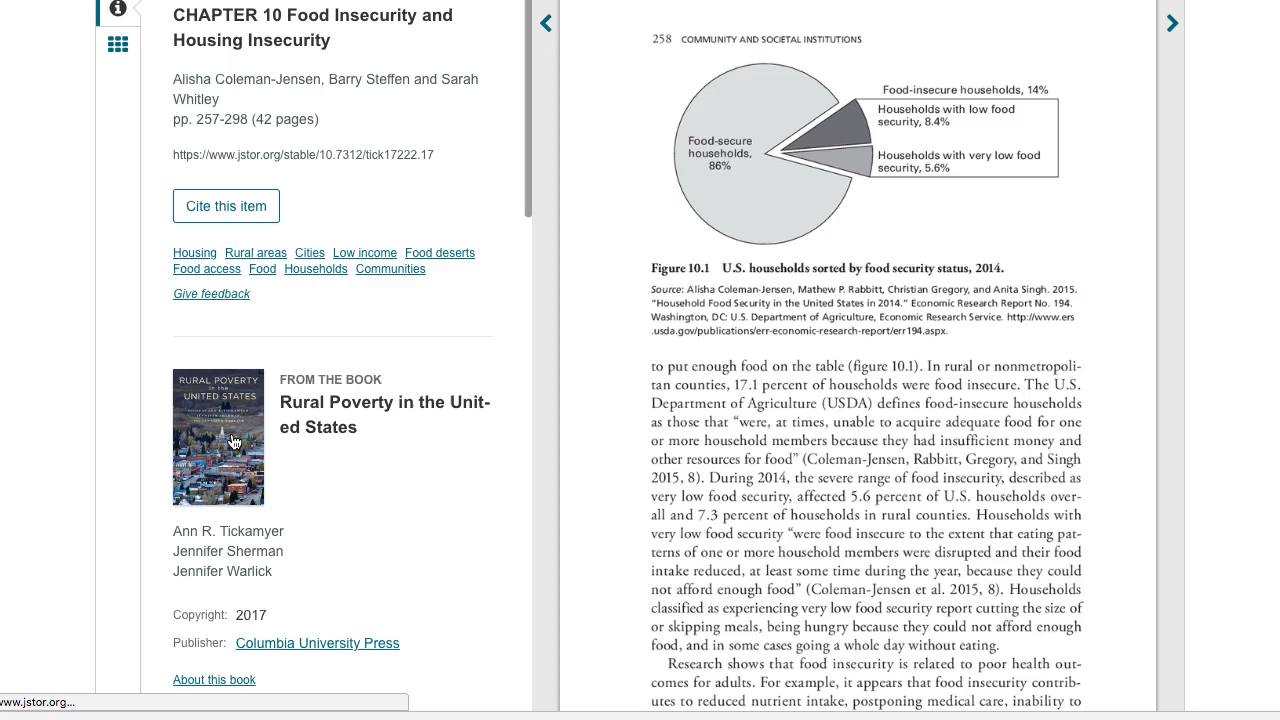 CHAPTER 10 Food Insecurity and
Housing Insecurity
Alisha Coleman-Jensen, Barry Steffen and Sarah
Whitley
pp. 257-298 (42 pages)
https://www.jstor.org/stable/10.7312/tick17222.17
Cite this item
Housing Rural areas Cities Low income Food deserts
Food access Food Households Communities
Give feedback
RURAL POVERTY
in the
UNITED STATES
FROM THE BOOK
Rural Poverty in the Unit-
ed States
Ann R. Tickamyer
Jennifer Sherman
Jennifer Warlick
Copyright: 2017
Publisher: Columbia University Press
About this book
www.jstor.org...
258 COMMUNITY AND SOCIETAL INSTITUTIONS
Food-insecure households, 14%
Households with low food
security, 8.4%
Food-secure
households,
86%
Households with very low food
security, 5.6%
Figure 10.1 U.S. households sorted by food security status, 2014.
Source: Alisha Coleman-Jensen, Mathew P. Rabbitt, Christian Gregory, and Anita Singh. 2015.
“Household Food Security in the United States in 2014.” Economic Research Report No. 194.
Washington, DC: U.S. Department of Agriculture, Economic Research Service. http://www.ers
.usda.gov/publications/err-economic-research-report/err194.aspx.
to put enough food on the table (figure 10.1). In rural or nonmetropoli-
tan counties, 17.1 percent of households were food insecure. The U.S.
Department of Agriculture (USDA) defines food-insecure households
as those that “were, at times, unable to acquire adequate food for one
or more household members because they had insufficient money and
other resources for food” (Coleman-Jensen, Rabbitt, Gregory, and Singh
2015, 8). During 2014, the severe range of food insecurity, described as
very low food security, affected 5.6 percent of U.S. households over-
all and 7.3 percent of households in rural counties. Households with
very low food security “were food insecure to the extent that eating pat-
terns of one or more household members were disrupted and their food
intake reduced, at least some time during the year, because they could
not afford enough food” (Coleman-Jensen et al. 2015, 8). Households
classified as experiencing very low food security report cutting the size of
or skipping meals, being hungry because they could not afford enough
food, and in some cases going a whole day without eating.
Research shows that food insecurity is related to poor health out-
comes for adults. For example, it appears that food insecurity contrib-
utes to reduced nutrient intake, postponing medical care, inability to